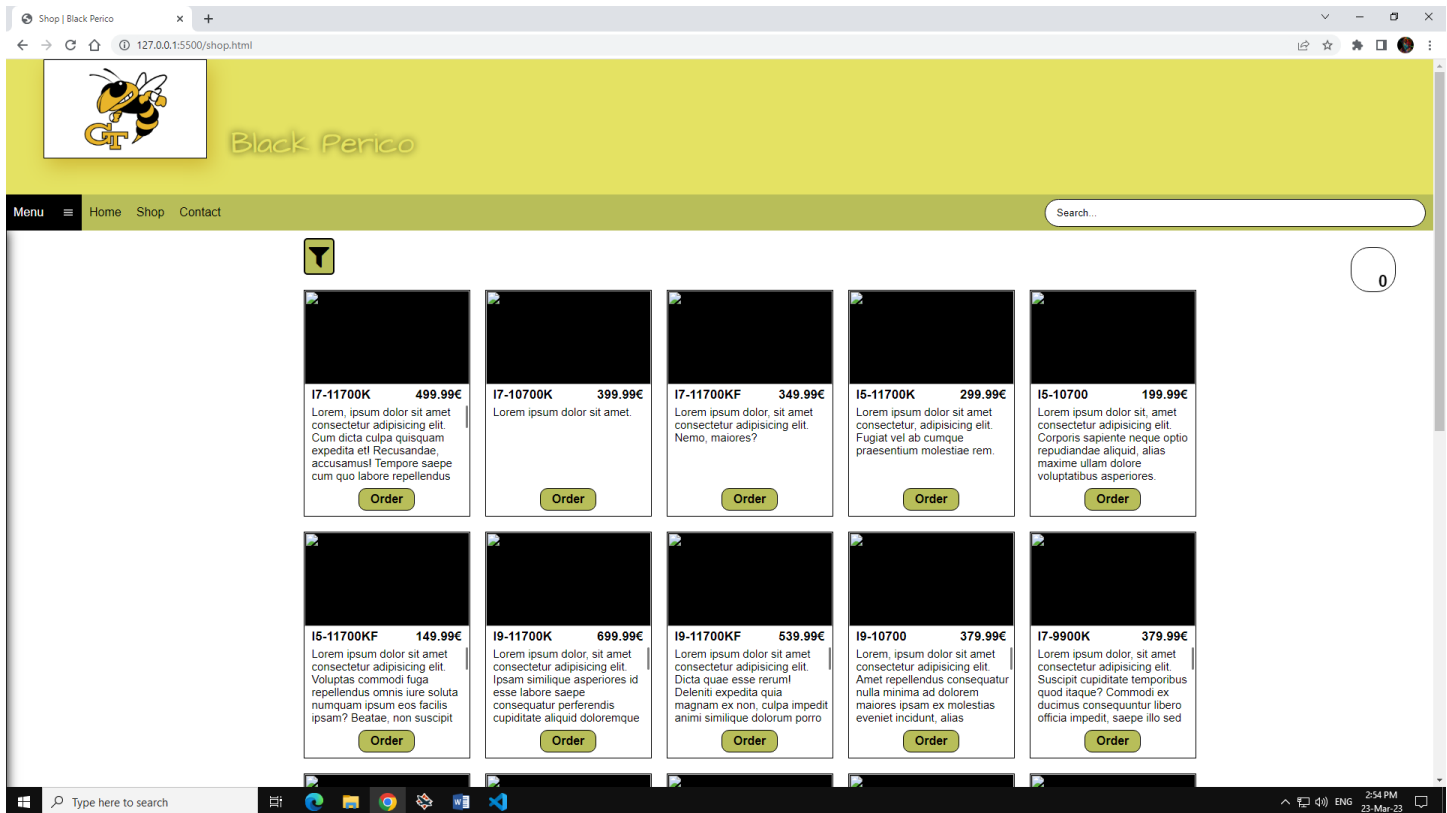 Shop | Black Perico
127.0.0.1:5500/shop.html
GT
Black Perico
Menu Home Shop Contact Search...
0
I7-11700K 499.99€
Lorem, ipsum dolor sit amet
consectetur adipisicing elit.
Cum dicta culpa quisquam
expedita et! Recusandae,
accusamus! Tempore saepe
cum quo labore repellendus
Order
I7-10700K 399.99€
Lorem ipsum dolor sit amet.
Order
I7-11700KF 349.99€
Lorem ipsum dolor, sit amet
consectetur adipisicing elit.
Nemo, maiores?
Order
I5-11700K 299.99€
Lorem ipsum dolor sit amet
consectetur, adipisicing elit.
Fugiat vel ab cumque
praesentium molestiae rem.
Order
I5-10700 199.99€
Lorem ipsum dolor sit, amet
consectetur adipisicing elit.
Corporis sapiente neque optio
repudiandae aliquid, alias
maxime ullam dolore
voluptatibus asperiores.
Order
I5-11700KF 149.99€
Lorem ipsum dolor sit amet
consectetur adipisicing elit.
Voluptas commodi fuga
repellendus omnis iure soluta
numquam ipsum eos facilis
ipsam? Beatae, non suscipit
Order
I9-11700K 699.99€
Lorem ipsum dolor, sit amet
consectetur adipisicing elit.
Ipsam similique asperiores id
esse labore saepe
consequatur perferendis
cupiditate aliquid doloremque
Order
I9-11700KF 539.99€
Lorem ipsum dolor sit amet
consectetur adipisicing elit.
Dicta quae esse rerum!
Deleniti expedita quia
magnam ex non, culpa impedit
animi similique dolorum porro
Order
I9-10700 379.99€
Lorem, ipsum dolor sit amet
consectetur adipisicing elit.
Amet repellendus consequatur
nulla minima ad dolorem
maiores ipsam ex molestias
eveniet incidunt, alias
Order
I7-9900K 379.99€
Lorem ipsum dolor, sit amet
consectetur adipisicing elit.
Suscipit cupiditate temporibus
quod itaque? Commodi ex
ducimus consequuntur libero
officia impedit, saepe illo sed
Order
Type here to search
ENG
2:54 PM
23-Mar-23